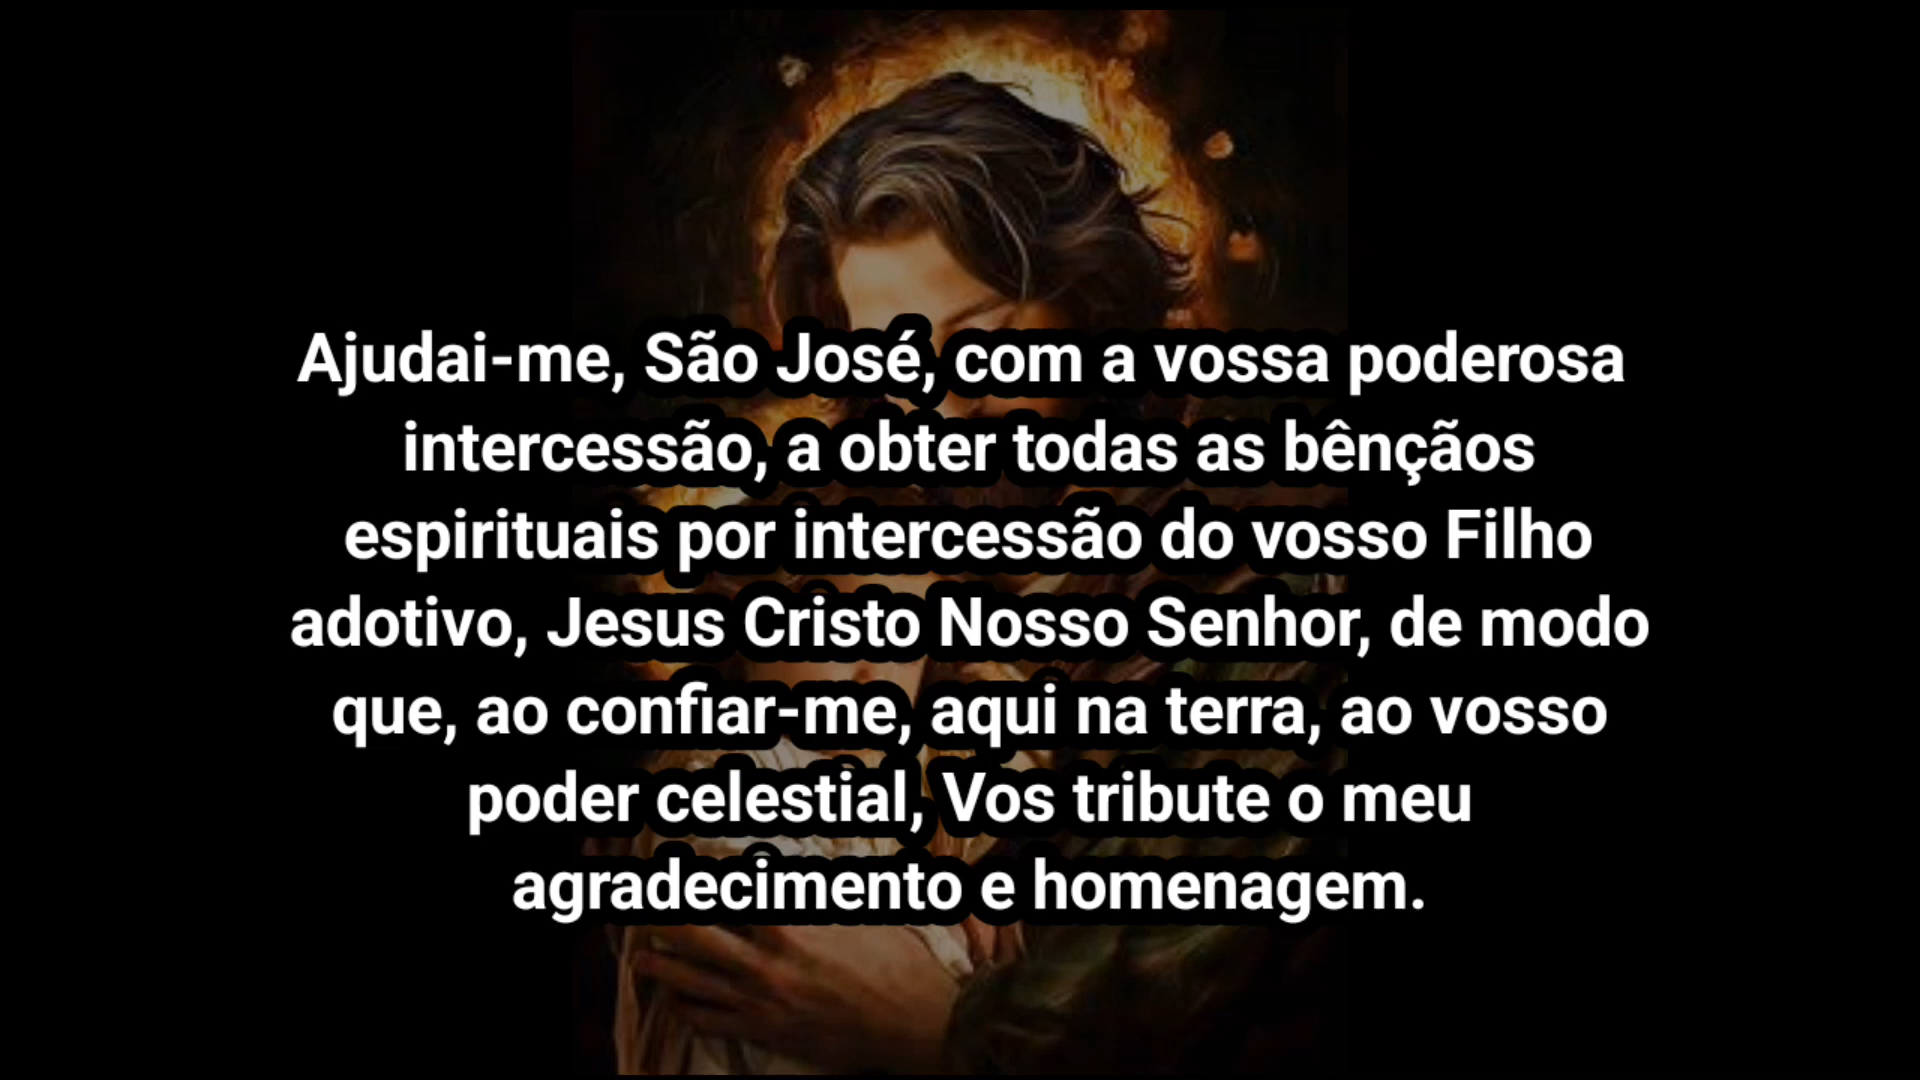 Ajudai-me, São José, com a vossa poderosa
intercessão, a obter todas as bênçãos
espirituais por intercessão do vosso Filho
adotivo, Jesus Cristo Nosso Senhor, de modo
que, ao confiar-me, aqui na terra, ao vosso
poder celestial, Vos tribute o meu
agradecimento e homenagem.